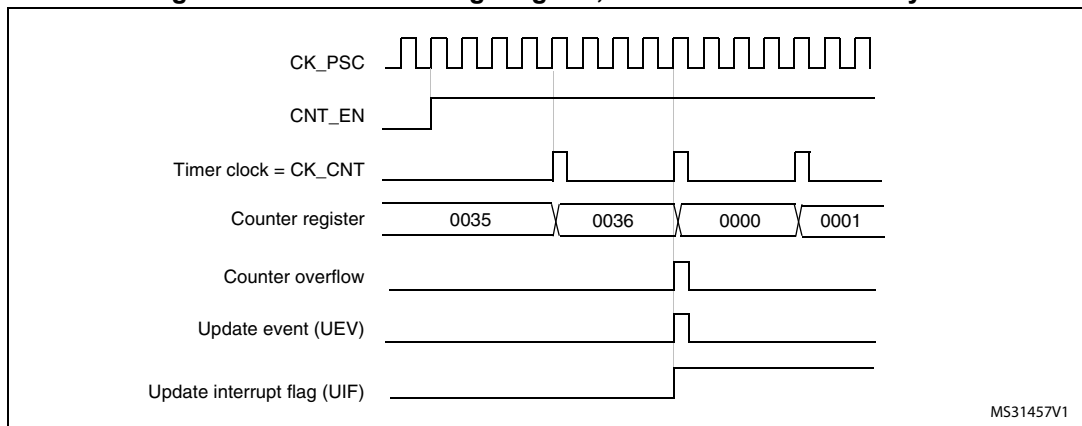 CK_PSC
CNT_EN
Timer clock = CK_CNT
Counter register
0035
0036
0000
0001
Counter overflow
Update event (UEV)
Update interrupt flag (UIF)
MS31457V1